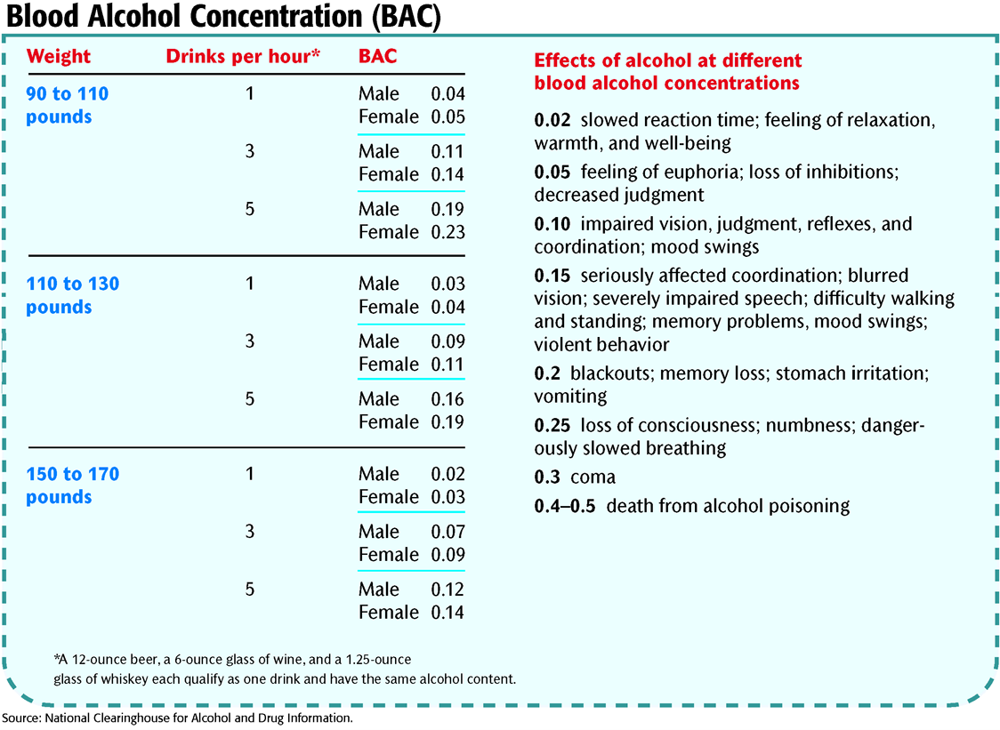 Blood Alcohol Concentration (BAC)
Weight Drinks per hour* BAC
90 to 110 1 Male 0.04
pounds Female 0.05
3 Male 0.11
Female 0.14
5 Male 0.19
Female 0.23
110 to 130 1 Male 0.03
pounds Female 0.04
3 Male 0.09
Female 0.11
5 Male 0.16
Female 0.19
150 to 170 1 Male 0.02
pounds Female 0.03
3 Male 0.07
Female 0.09
5 Male 0.12
Female 0.14
*A 12-ounce beer, a 6-ounce glass of wine, and a 1.25-ounce
glass of whiskey each qualify as one drink and have the same alcohol content.
Effects of alcohol at different
blood alcohol concentrations
0.02 slowed reaction time; feeling of relaxation,
warmth, and well-being
0.05 feeling of euphoria; loss of inhibitions;
decreased judgment
0.10 impaired vision, judgment, reflexes, and
coordination; mood swings
0.15 seriously affected coordination; blurred
vision; severely impaired speech; difficulty walking
and standing; memory problems, mood swings;
violent behavior
0.2 blackouts; memory loss; stomach irritation;
vomiting
0.25 loss of consciousness; numbness; danger-
ously slowed breathing
0.3 coma
0.4–0.5 death from alcohol poisoning
Source: National Clearinghouse for Alcohol and Drug Information.